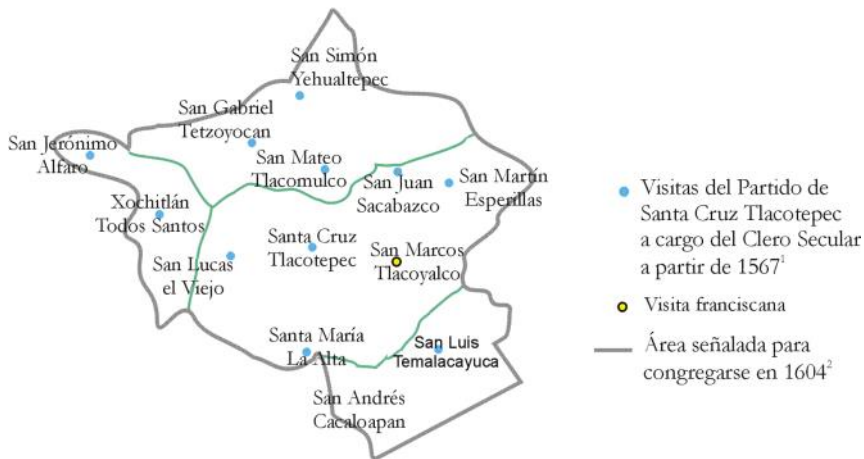 San Simón
Yehualtepec
San Gabriel
Tetzoyocan
San Jerónimo
Alfaro
San Mateo
Tlacomulco
San Juan
Sacabazco
San Martín
Esperillas
Xochitlán
Todos Santos
Santa Cruz
Tlacotepec
San Marcos
Tlacoyalco
San Lucas
el Viejo
Santa María
La Alta
San Luis
Temalacayuca
San Andrés
Cacaloapan
Visitas del Partido de
Santa Cruz Tlacotepec
a cargo del Clero Secular
a partir de 1567¹
Visita franciscana
Área señalada para
congregarse en 1604²